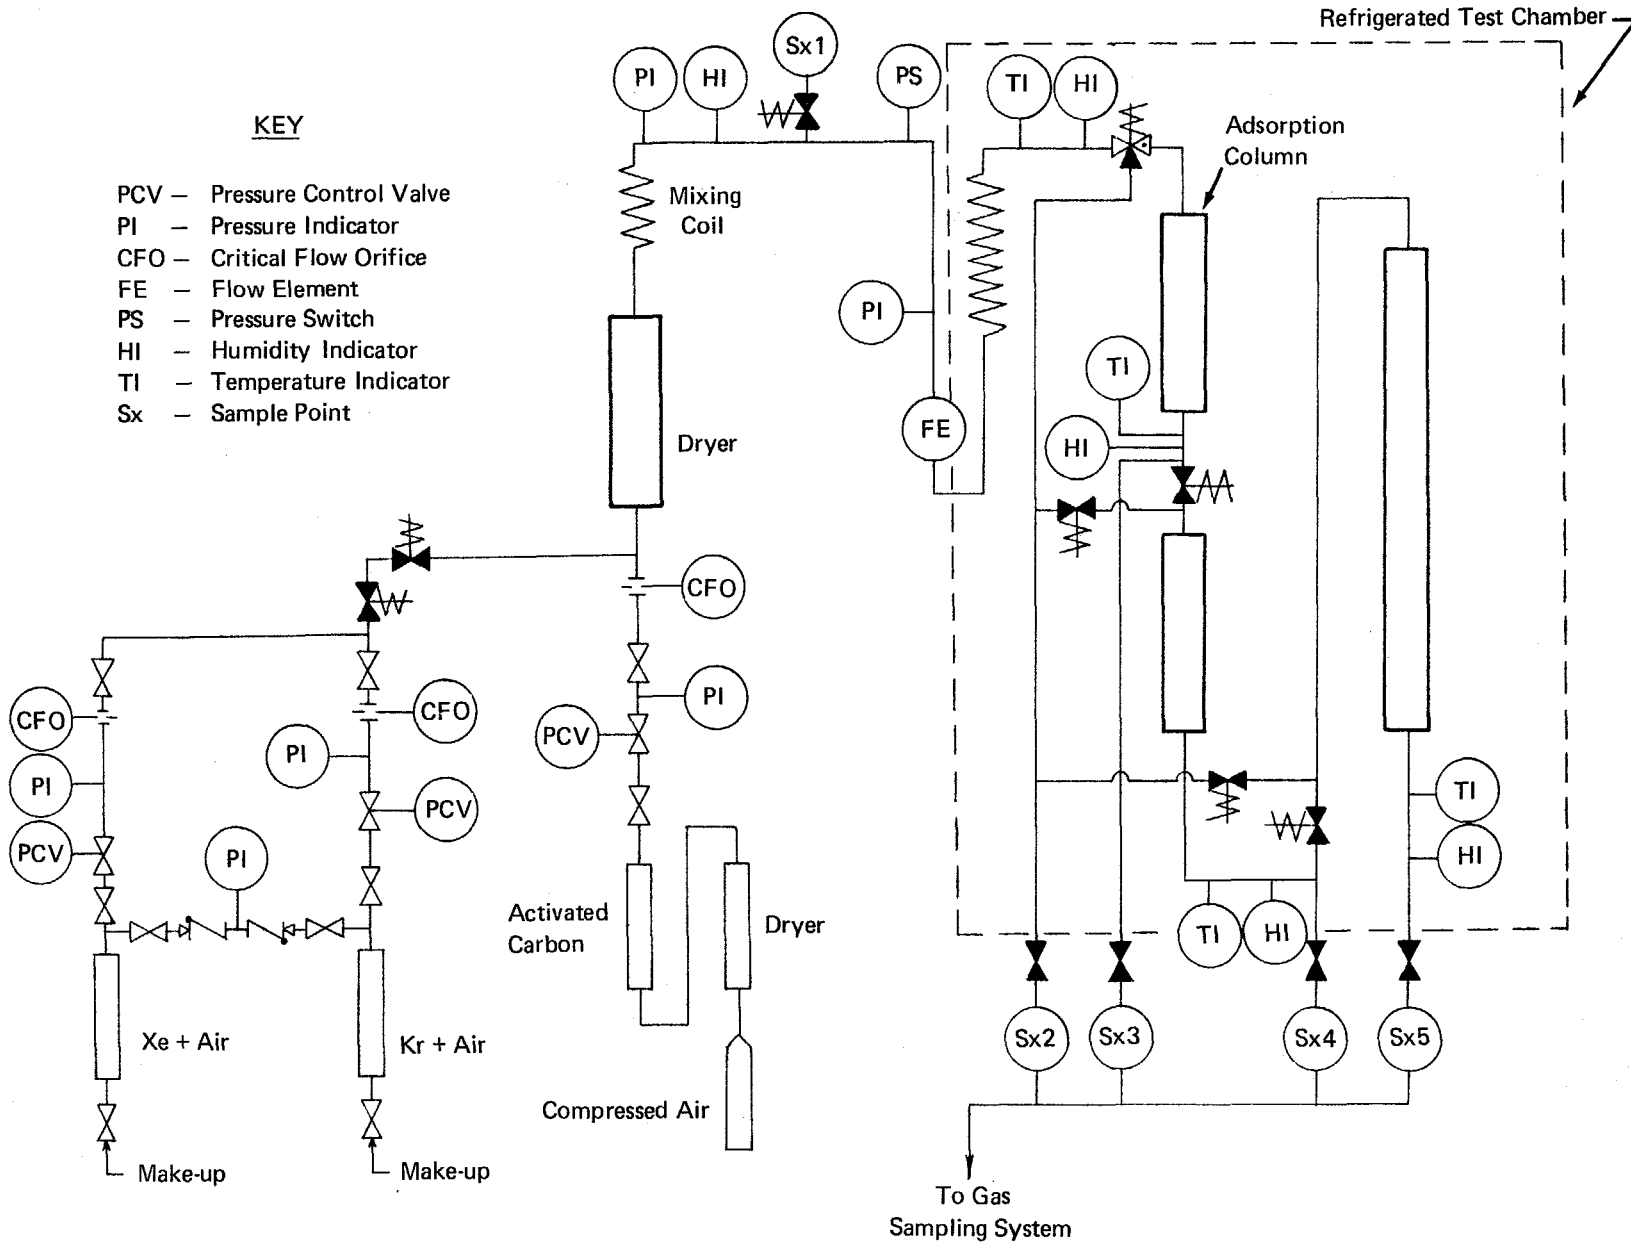 Refrigerated Test Chamber
Sx1
PI
HI
PS
TI
HI
KEY
PCV – Pressure Control Valve
PI – Pressure Indicator
CFO – Critical Flow Orifice
FE – Flow Element
PS – Pressure Switch
HI – Humidity Indicator
TI – Temperature Indicator
Sx – Sample Point
Adsorption
Column
Mixing
Coil
PI
TI
FE
HI
Dryer
CFO
CFO
CFO
PI
PI
PCV
PI
PCV
PCV
PI
TI
HI
Activated
Carbon
Dryer
TI
HI
Xe + Air
Kr + Air
Sx2
Sx3
Sx4
Sx5
Compressed Air
Make-up
Make-up
To Gas
Sampling System